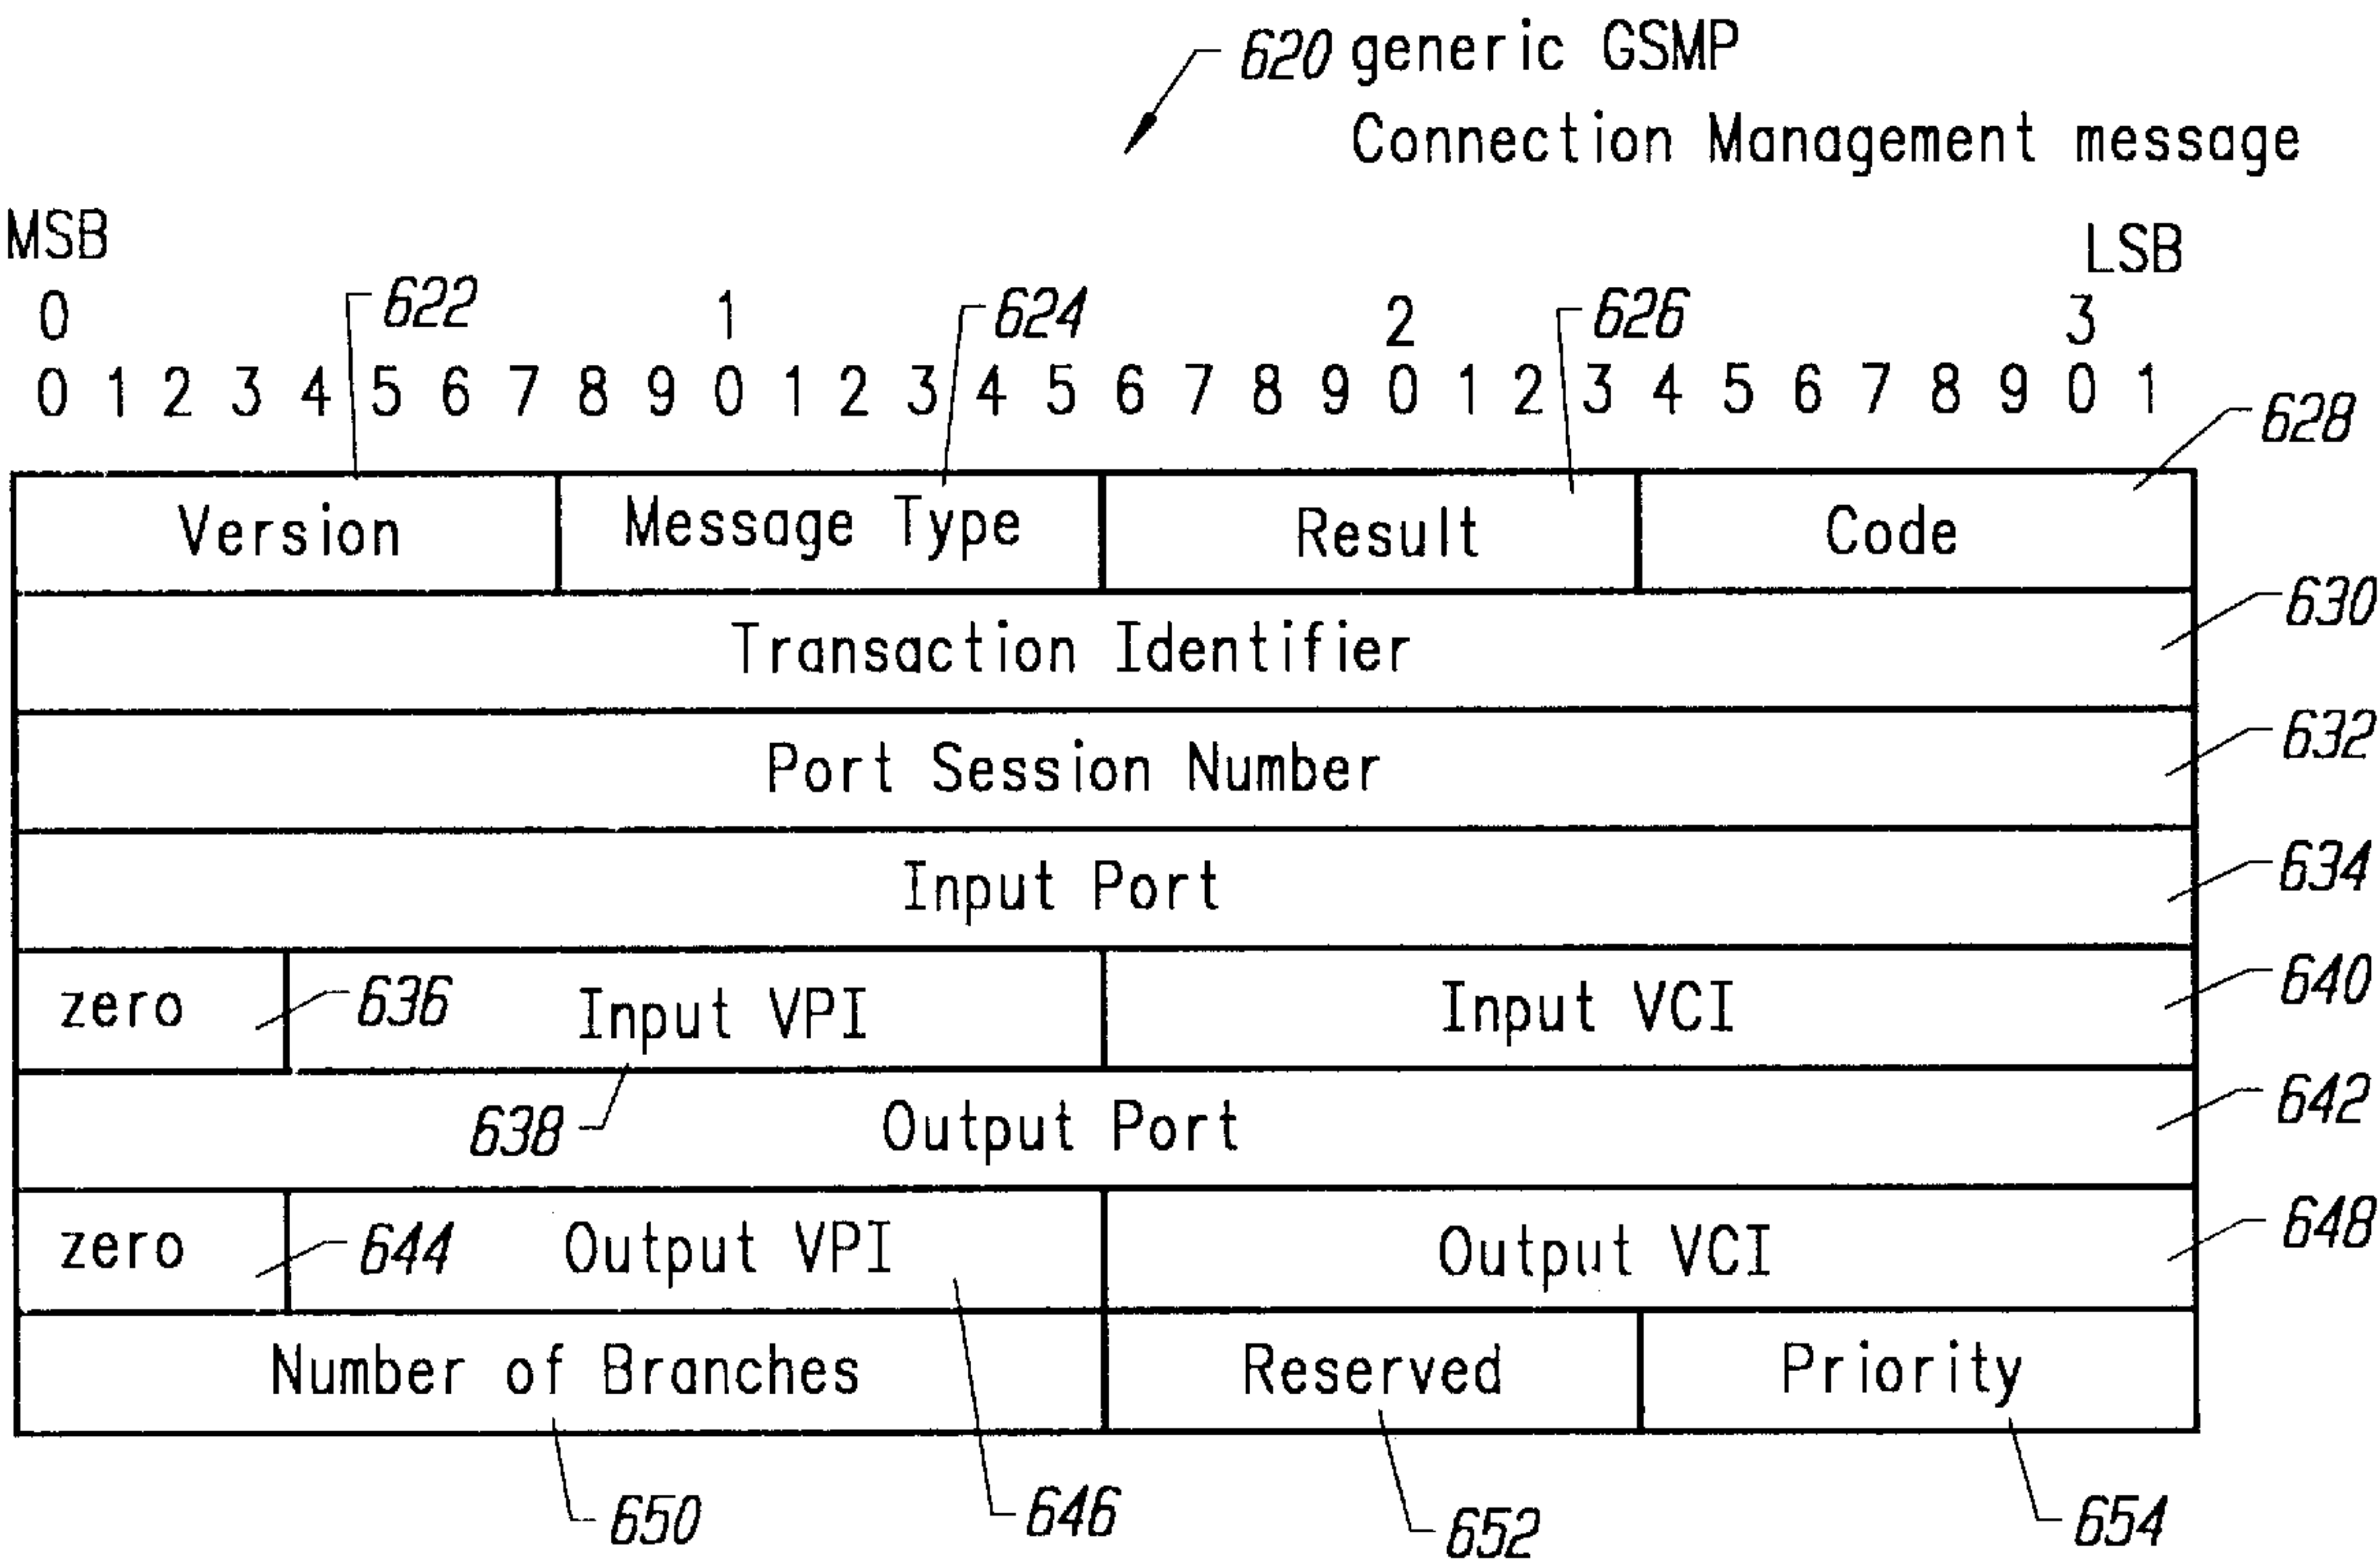 620 generic GSMP
Connection Management message
MSB LSB
0 1 2 3
622 624 626
0 1 2 3 4 5 6 7 8 9 0 1 2 3 4 5 6 7 8 9 0 1 2 3 4 5 6 7 8 9 0 1
628
Version Message Type Result Code
630
Transaction Identifier
632
Port Session Number
634
Input Port
zero 636 Input VPI Input VCI 640
638 Output Port 642
zero 644 Output VPI Output VCI 648
Number of Branches Reserved Priority
650 646 652 654